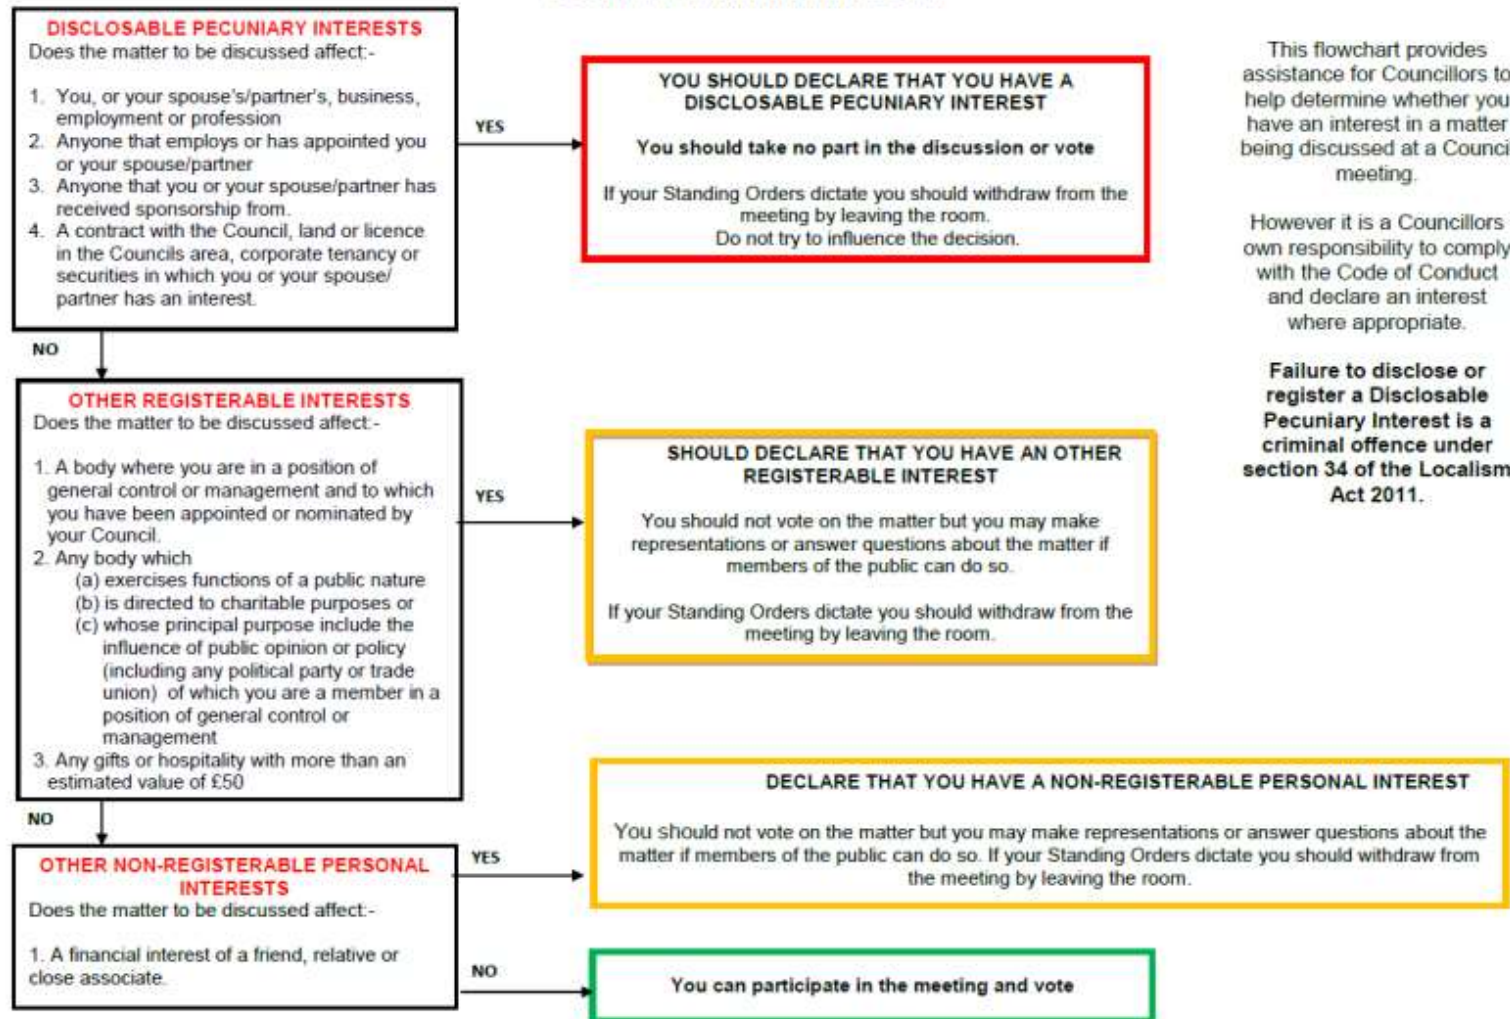 DISCLOSABLE PECUNIARY INTERESTS
Does the matter to be discussed affect:-
1. You, or your spouse's/partner's, business,
employment or profession
2. Anyone that employs or has appointed you
or your spouse/partner
3. Anyone that you or your spouse/partner has
received sponsorship from.
4. A contract with the Council, land or licence
in the Councils area, corporate tenancy or
securities in which you or your spouse/
partner has an interest.
YES
YOU SHOULD DECLARE THAT YOU HAVE A
DISCLOSABLE PECUNIARY INTEREST
You should take no part in the discussion or vote
If your Standing Orders dictate you should withdraw from the
meeting by leaving the room.
Do not try to influence the decision.
This flowchart provides
assistance for Councillors to
help determine whether you
have an interest in a matter
being discussed at a Council
meeting.
However it is a Councillors
own responsibility to comply
with the Code of Conduct
and declare an interest
where appropriate.
Failure to disclose or
register a Disclosable
Pecuniary Interest is a
criminal offence under
section 34 of the Localism
Act 2011.
NO
OTHER REGISTERABLE INTERESTS
Does the matter to be discussed affect:-
1. A body where you are in a position of
general control or management and to which
you have been appointed or nominated by
your Council.
2. Any body which
(a) exercises functions of a public nature
(b) is directed to charitable purposes or
(c) whose principal purpose include the
influence of public opinion or policy
(including any political party or trade
union) of which you are a member in a
position of general control or
management
3. Any gifts or hospitality with more than an
estimated value of £50
YES
SHOULD DECLARE THAT YOU HAVE AN OTHER
REGISTERABLE INTEREST
You should not vote on the matter but you may make
representations or answer questions about the matter if
members of the public can do so.
If your Standing Orders dictate you should withdraw from the
meeting by leaving the room.
NO
OTHER NON-REGISTERABLE PERSONAL
INTERESTS
Does the matter to be discussed affect:-
1. A financial interest of a friend, relative or
close associate.
YES
DECLARE THAT YOU HAVE A NON-REGISTERABLE PERSONAL INTEREST
You should not vote on the matter but you may make representations or answer questions about the
matter if members of the public can do so. If your Standing Orders dictate you should withdraw from
the meeting by leaving the room.
NO
You can participate in the meeting and vote